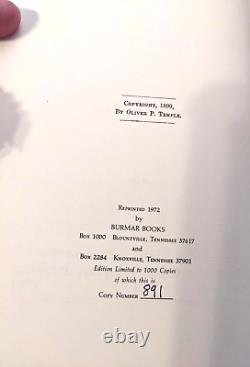 COPYRIGHT, 1899,
BY OLIVER P. TEMPLE.
REPRINTED 1972
by
BURMAR BOOKS
BOX 1000 BLOUNTVILLE, TENNESSEE 37617
and
BOX 2284 KNOXVILLE, TENNESSEE 37901
Edition Limited to 1000 Copies
of which this is
COPY NUMBER 891
ebay